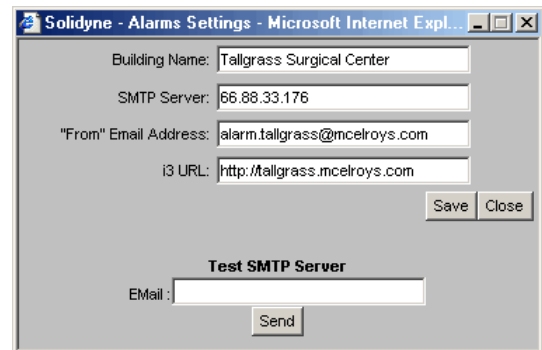 Solidyne - Alarms Settings - Microsoft Internet Expl...
Building Name: Tallgrass Surgical Center
SMTP Server: 66.88.33.176
"From" Email Address: alarm.tallgrass@mcelroys.com
i3 URL: http://tallgrass.mcelroys.com
Save Close
Test SMTP Server
EMail :
Send